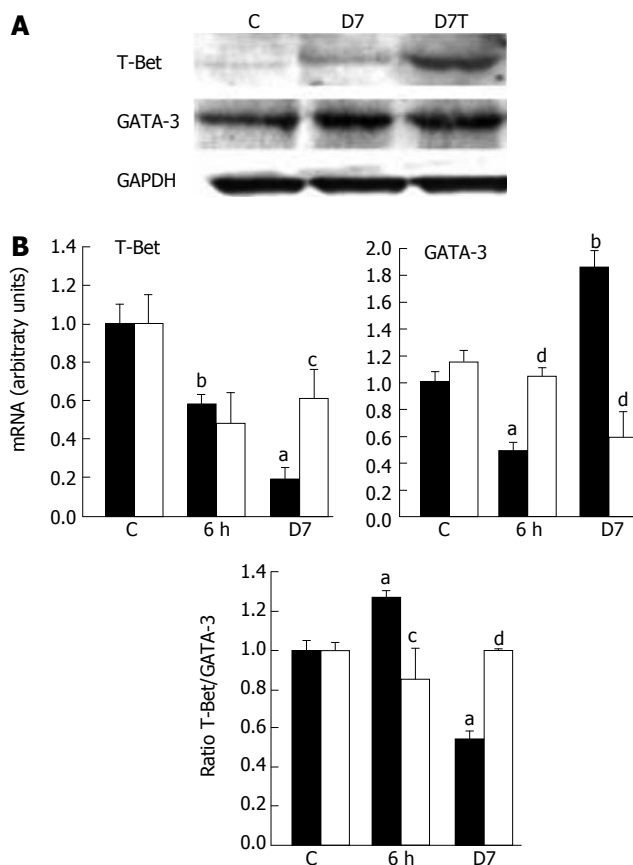 A
C D7 D7T
T-Bet
GATA-3
GAPDH
B
T-Bet
mRNA (arbitraty units)
1.4
1.2
1.0
0.8
0.6
0.4
0.2
0.0
b
a
c
C 6 h D7
GATA-3
2.0
1.8
1.6
1.4
1.2
1.0
0.8
0.6
0.4
0.2
0.0
a
d
b
d
C 6 h D7
Ratio T-Bet/GATA-3
1.4
1.2
1.0
0.8
0.6
0.4
0.2
0.0
a
c
a
d
C 6 h D7